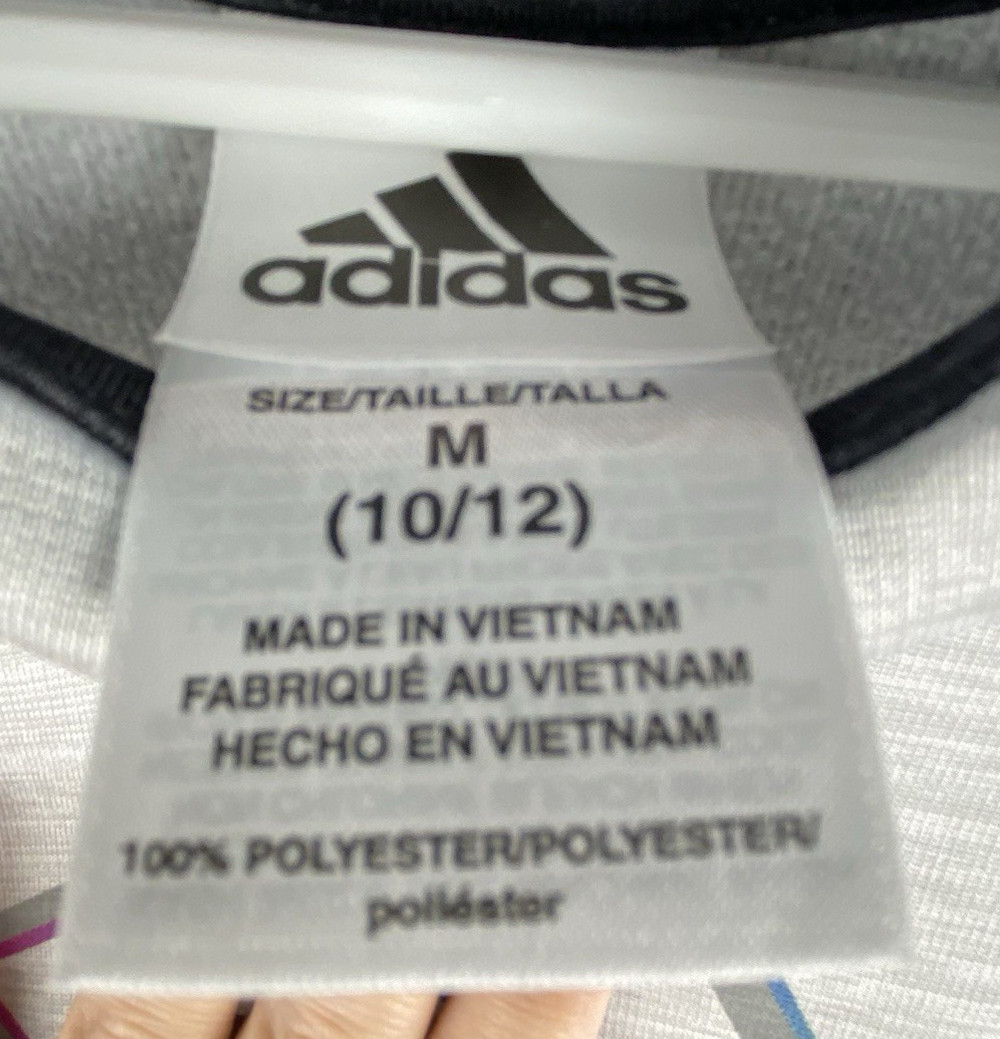 adidas
SIZE/TAILLE/TALLA
M
(10/12)
MADE IN VIETNAM
FABRIQUÉ AU VIETNAM
HECHO EN VIETNAM
100% POLYESTER/POLYESTER/
poliéster